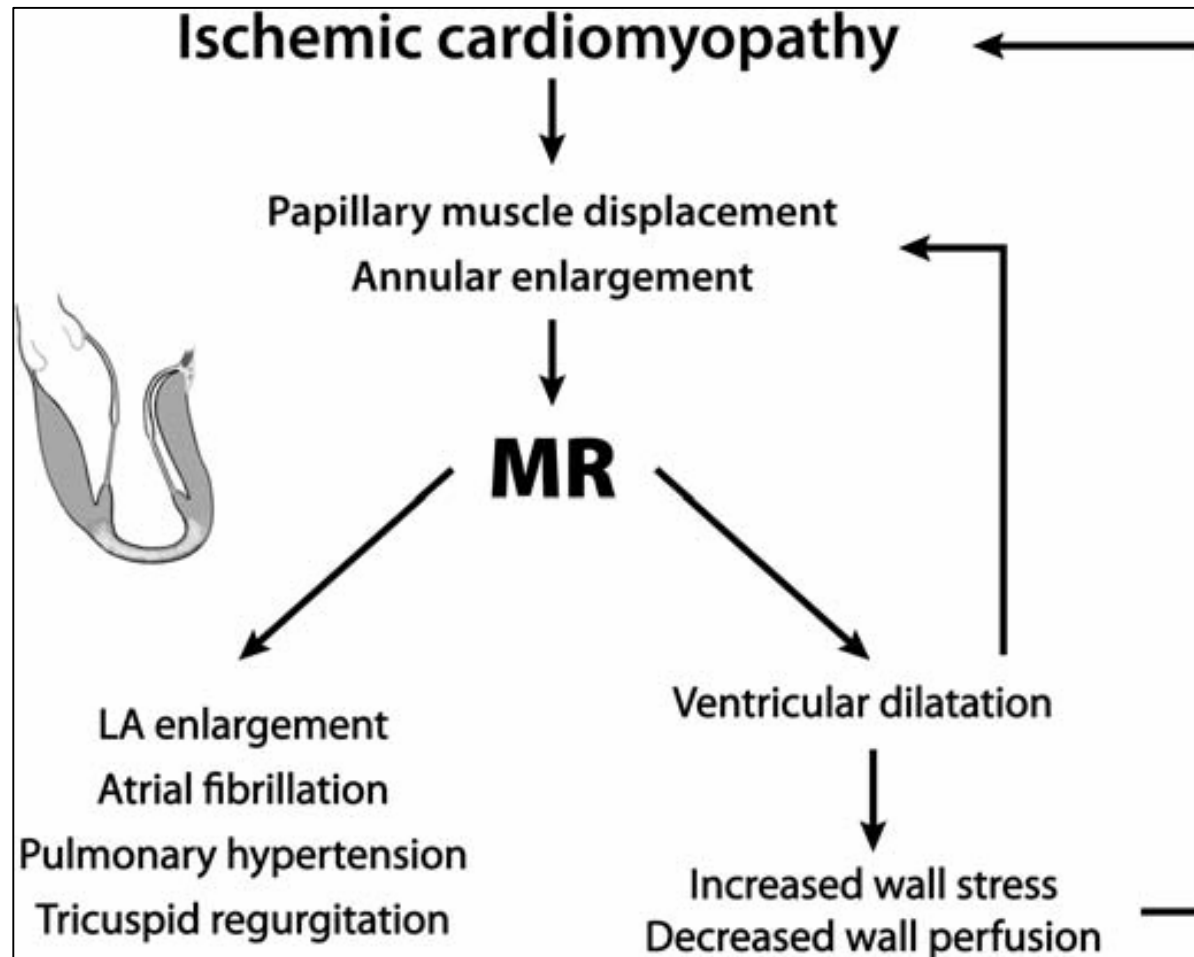 Ischemic cardiomyopathy
Papillary muscle displacement
Annular enlargement
MR
LA enlargement
Atrial fibrillation
Pulmonary hypertension
Tricuspid regurgitation
Ventricular dilatation
Increased wall stress
Decreased wall perfusion